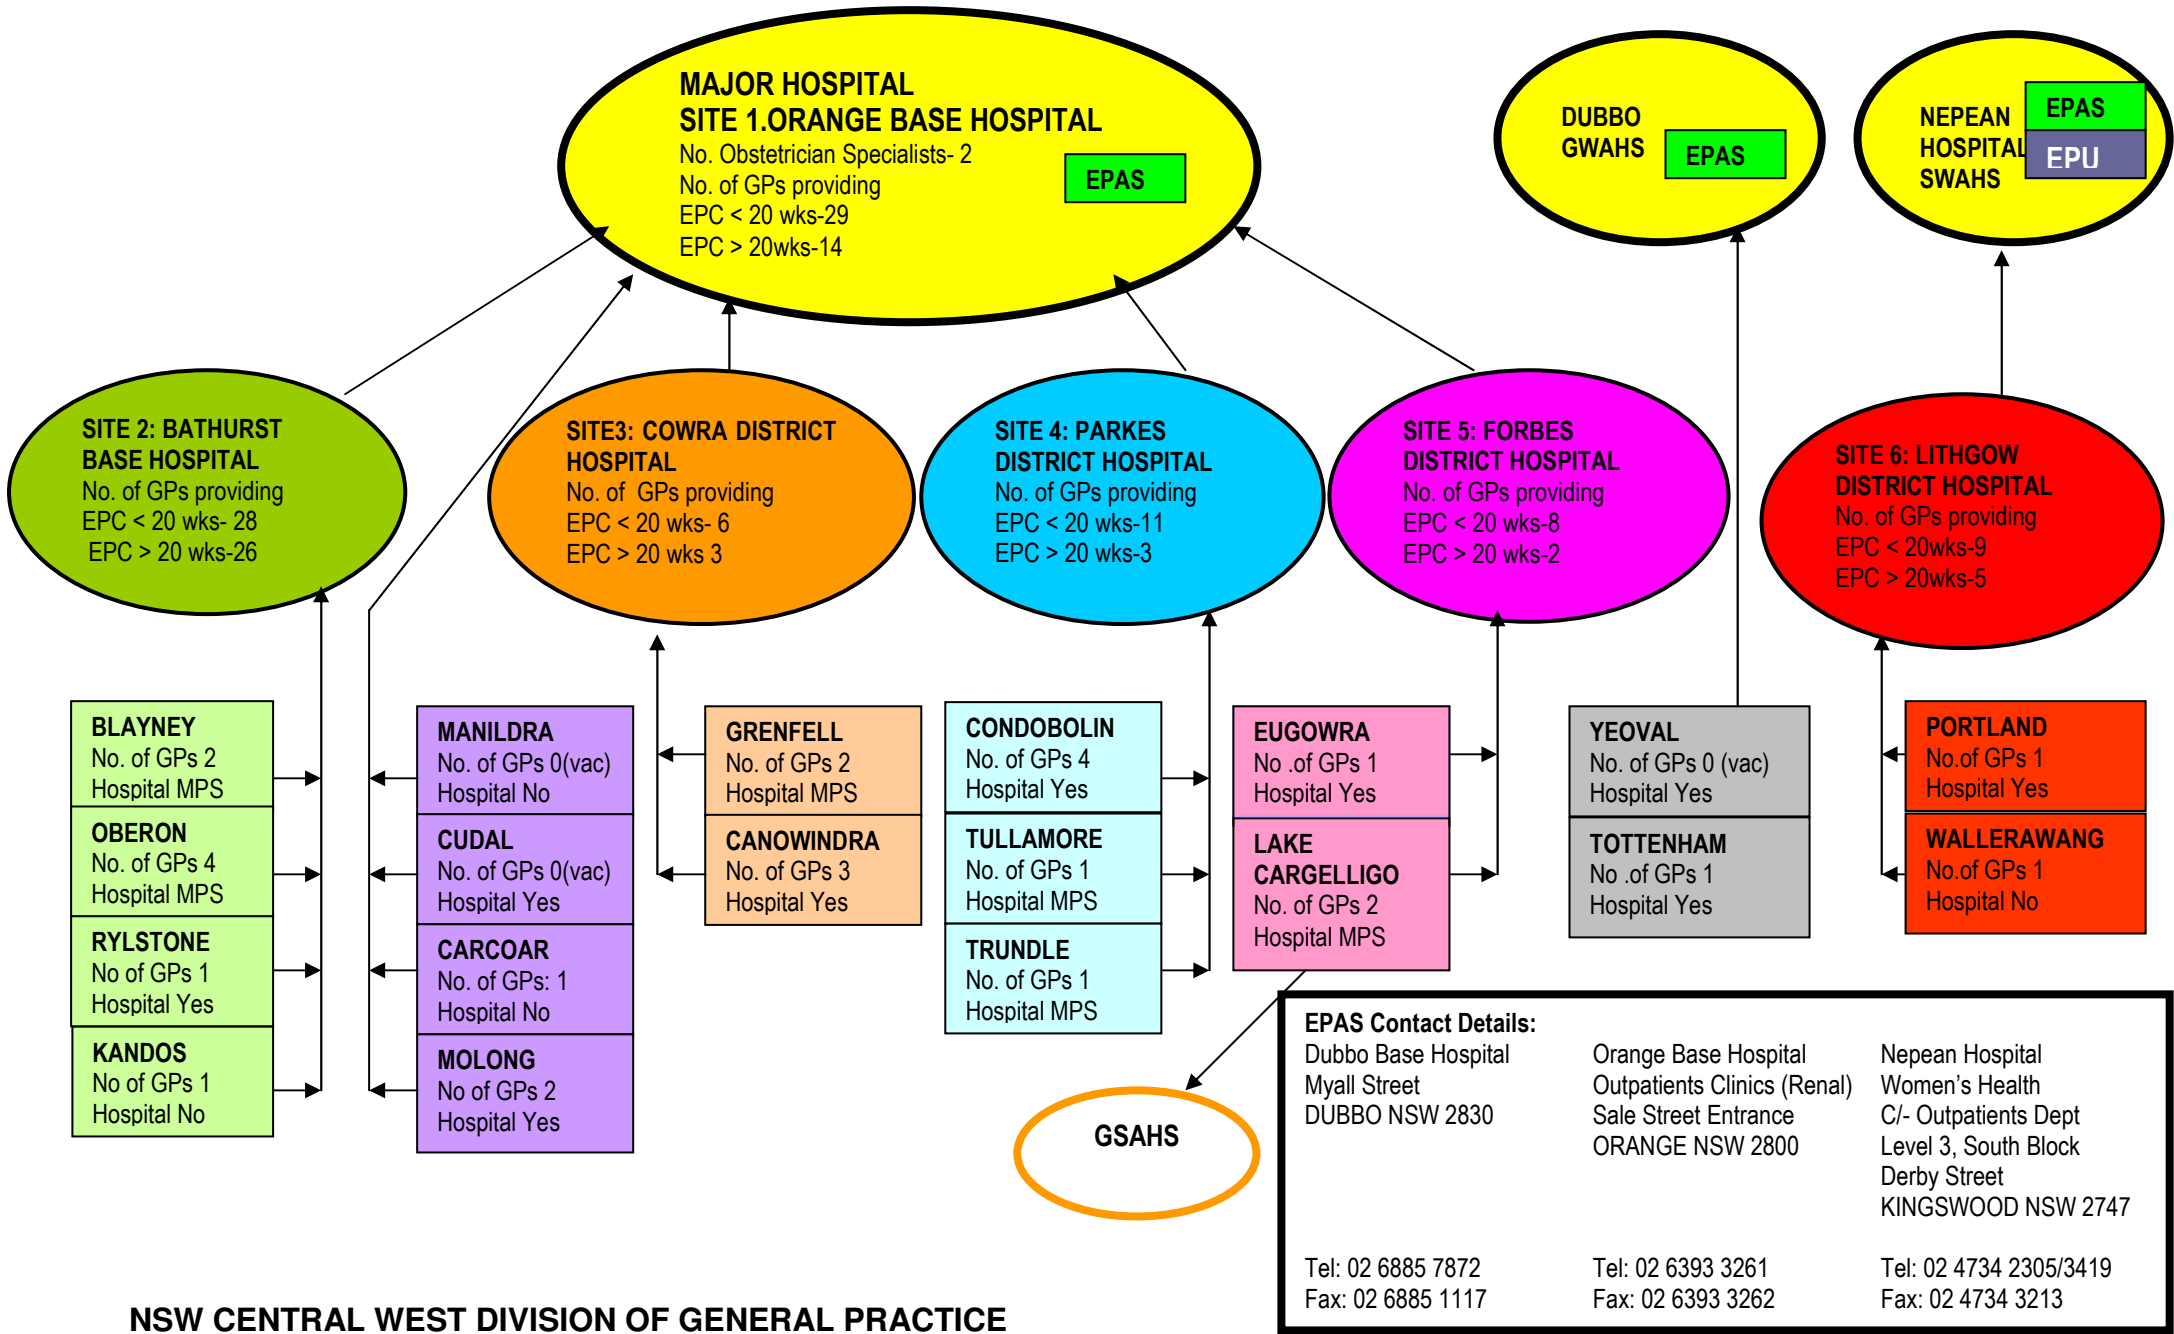 MAJOR HOSPITAL
SITE 1.ORANGE BASE HOSPITAL
No. Obstetrician Specialists- 2
No. of GPs providing
EPC < 20 wks-29
EPC > 20wks-14
EPAS
DUBBO
GWAHS
EPAS
NEPEAN
HOSPITAL
SWAHS
EPAS
EPU
SITE 2: BATHURST
BASE HOSPITAL
No. of GPs providing
EPC < 20 wks- 28
EPC > 20 wks-26
SITE3: COWRA DISTRICT
HOSPITAL
No. of GPs providing
EPC < 20 wks- 6
EPC > 20 wks 3
SITE 4: PARKES
DISTRICT HOSPITAL
No. of GPs providing
EPC < 20 wks-11
EPC > 20 wks-3
SITE 5: FORBES
DISTRICT HOSPITAL
No. of GPs providing
EPC < 20 wks-8
EPC > 20 wks-2
SITE 6: LITHGOW
DISTRICT HOSPITAL
No. of GPs providing
EPC < 20wks-9
EPC > 20wks-5
BLAYNEY
No. of GPs 2
Hospital MPS
OBERON
No. of GPs 4
Hospital MPS
RYLSTONE
No of GPs 1
Hospital Yes
KANDOS
No of GPs 1
Hospital No
MANILDRA
No. of GPs 0(vac)
Hospital No
CUDAL
No. of GPs 0(vac)
Hospital Yes
CARCOAR
No. of GPs: 1
Hospital No
MOLONG
No of GPs 2
Hospital Yes
GRENFELL
No. of GPs 2
Hospital MPS
CANOWINDRA
No. of GPs 3
Hospital Yes
CONDOBOLIN
No. of GPs 4
Hospital Yes
TULLAMORE
No. of GPs 1
Hospital MPS
TRUNDLE
No. of GPs 1
Hospital MPS
EUGOWRA
No .of GPs 1
Hospital Yes
LAKE
CARGELLIGO
No. of GPs 2
Hospital MPS
YEOVAL
No. of GPs 0 (vac)
Hospital Yes
TOTTENHAM
No .of GPs 1
Hospital Yes
PORTLAND
No.of GPs 1
Hospital Yes
WALLERAWANG
No.of GPs 1
Hospital No
GSAHS
EPAS Contact Details:
Dubbo Base Hospital
Myall Street
DUBBO NSW 2830
Tel: 02 6885 7872
Fax: 02 6885 1117
Orange Base Hospital
Outpatients Clinics (Renal)
Sale Street Entrance
ORANGE NSW 2800
Tel: 02 6393 3261
Fax: 02 6393 3262
Nepean Hospital
Women’s Health
C/- Outpatients Dept
Level 3, South Block
Derby Street
KINGSWOOD NSW 2747
Tel: 02 4734 2305/3419
Fax: 02 4734 3213
NSW CENTRAL WEST DIVISION OF GENERAL PRACTICE